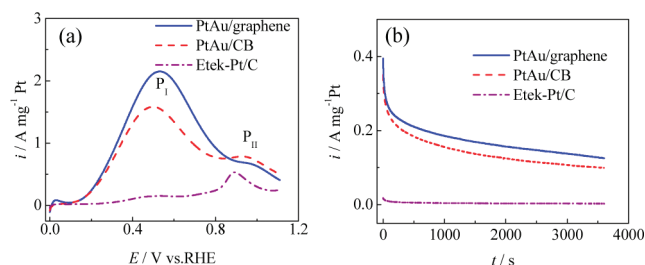 (a)
PtAu/graphene
PtAu/CB
Etek-Pt/C
P_I
P_II
3
2
1
0
0.0 0.4 0.8 1.2
i / A mg⁻¹ Pt
E / V vs.RHE
(b)
PtAu/graphene
PtAu/CB
Etek-Pt/C
0.4
0.2
0.0
0 1000 2000 3000 4000
i / A mg⁻¹ Pt
t / s